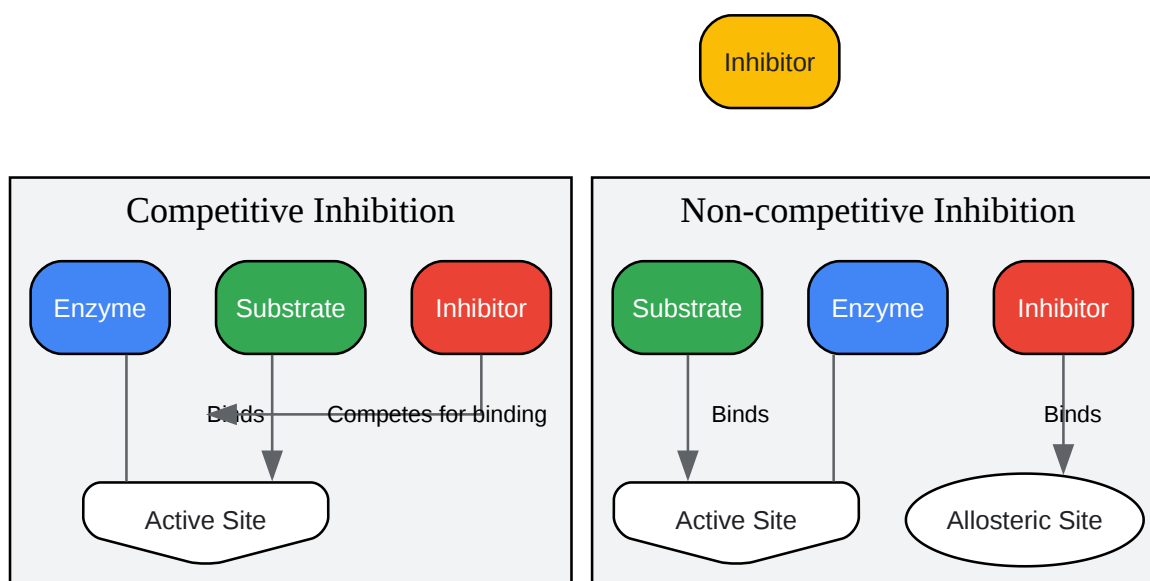 Inhibitor
Competitive Inhibition
Enzyme
Substrate
Inhibitor
Binds
Competes for binding
Active Site
Non-competitive Inhibition
Substrate
Enzyme
Inhibitor
Binds
Binds
Active Site
Allosteric Site